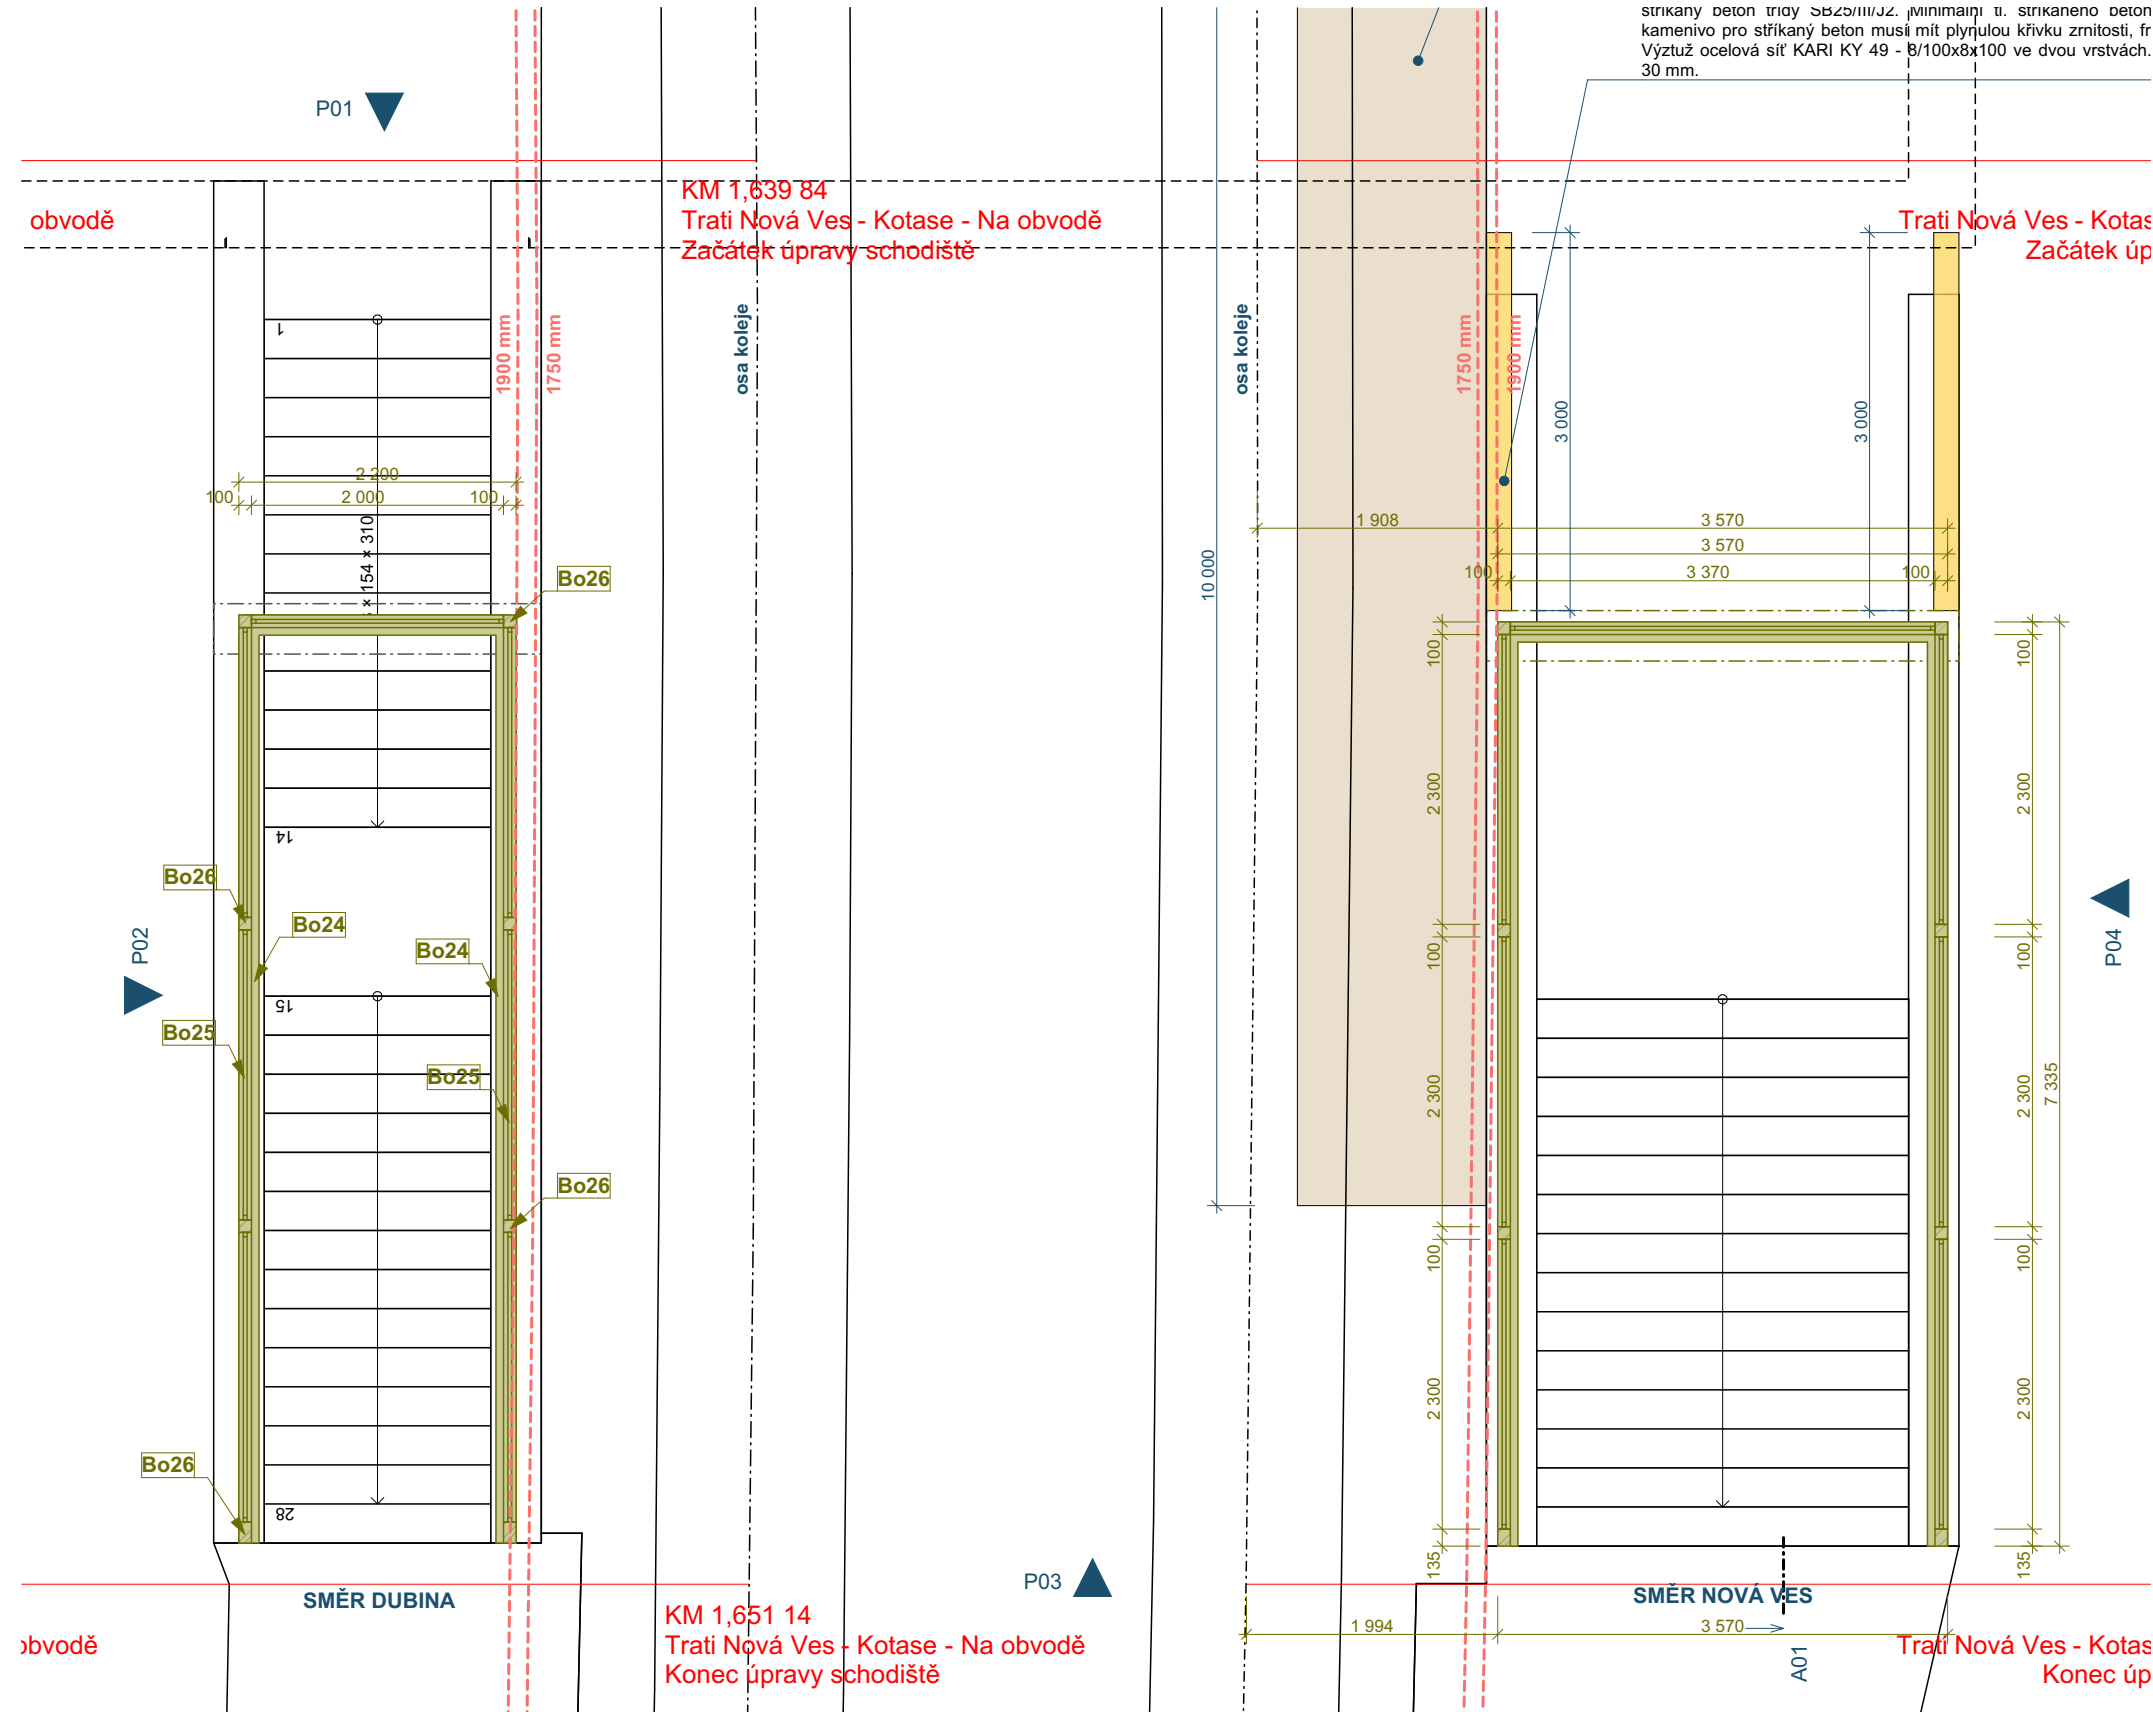 stříkaný beton třídy SB25/III/J2. Minimální tl. stříkaného beton
kamenivo pro stříkaný beton musí mít plynulou křivku zrnitosti, fr
Výztuž ocelová síť KARI KY 49 - 8/100x8x100 ve dvou vrstvách.
30 mm.
P01
KM 1,639 84
Trati Nová Ves - Kotase - Na obvodě
Začátek úpravy schodiště
obvodě
Trati Nová Ves - Kotas
Začátek úp
1
1900 mm
1750 mm
osa koleje
osa koleje
1750 mm
1900 mm
3 000
3 000
2 200
100
2 000
100
× 154 × 310
1 908
3 570
3 570
100
3 370
100
10 000
Bo26
100
100
2 300
2 300
14
Bo26
Bo24
Bo24
P02
P04
100
100
15
Bo25
Bo25
2 300
2 300
7 335
Bo26
100
100
2 300
2 300
Bo26
28
135
135
P03
SMĚR DUBINA
SMĚR NOVÁ VES
KM 1,651 14
Trati Nová Ves - Kotase - Na obvodě
Konec úpravy schodiště
obvodě
1 994
3 570
A01
Trati Nová Ves - Kotas
Konec úp